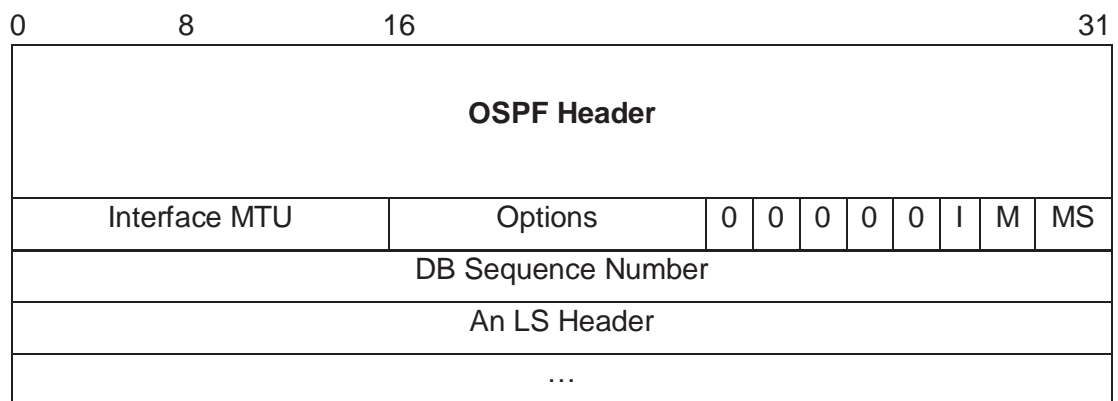 0 8 16 31
OSPF Header
Interface MTU Options 0 0 0 0 0 I M MS
DB Sequence Number
An LS Header
…